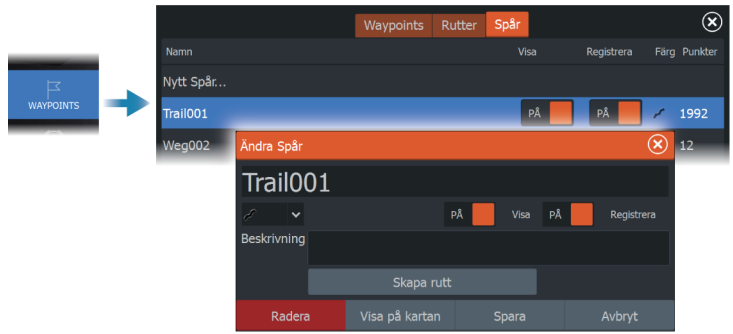 Waypoints Rutter Spår
Namn Visa Registrera Färg Punkter
Nytt Spår...
WAYPOINTS
Trail001 PÅ PÅ 1992
Weg002 12
Ändra Spår
Trail001
PÅ Visa PÅ Registrera
Beskrivning
Skapa rutt
Radera Visa på kartan Spara Avbryt